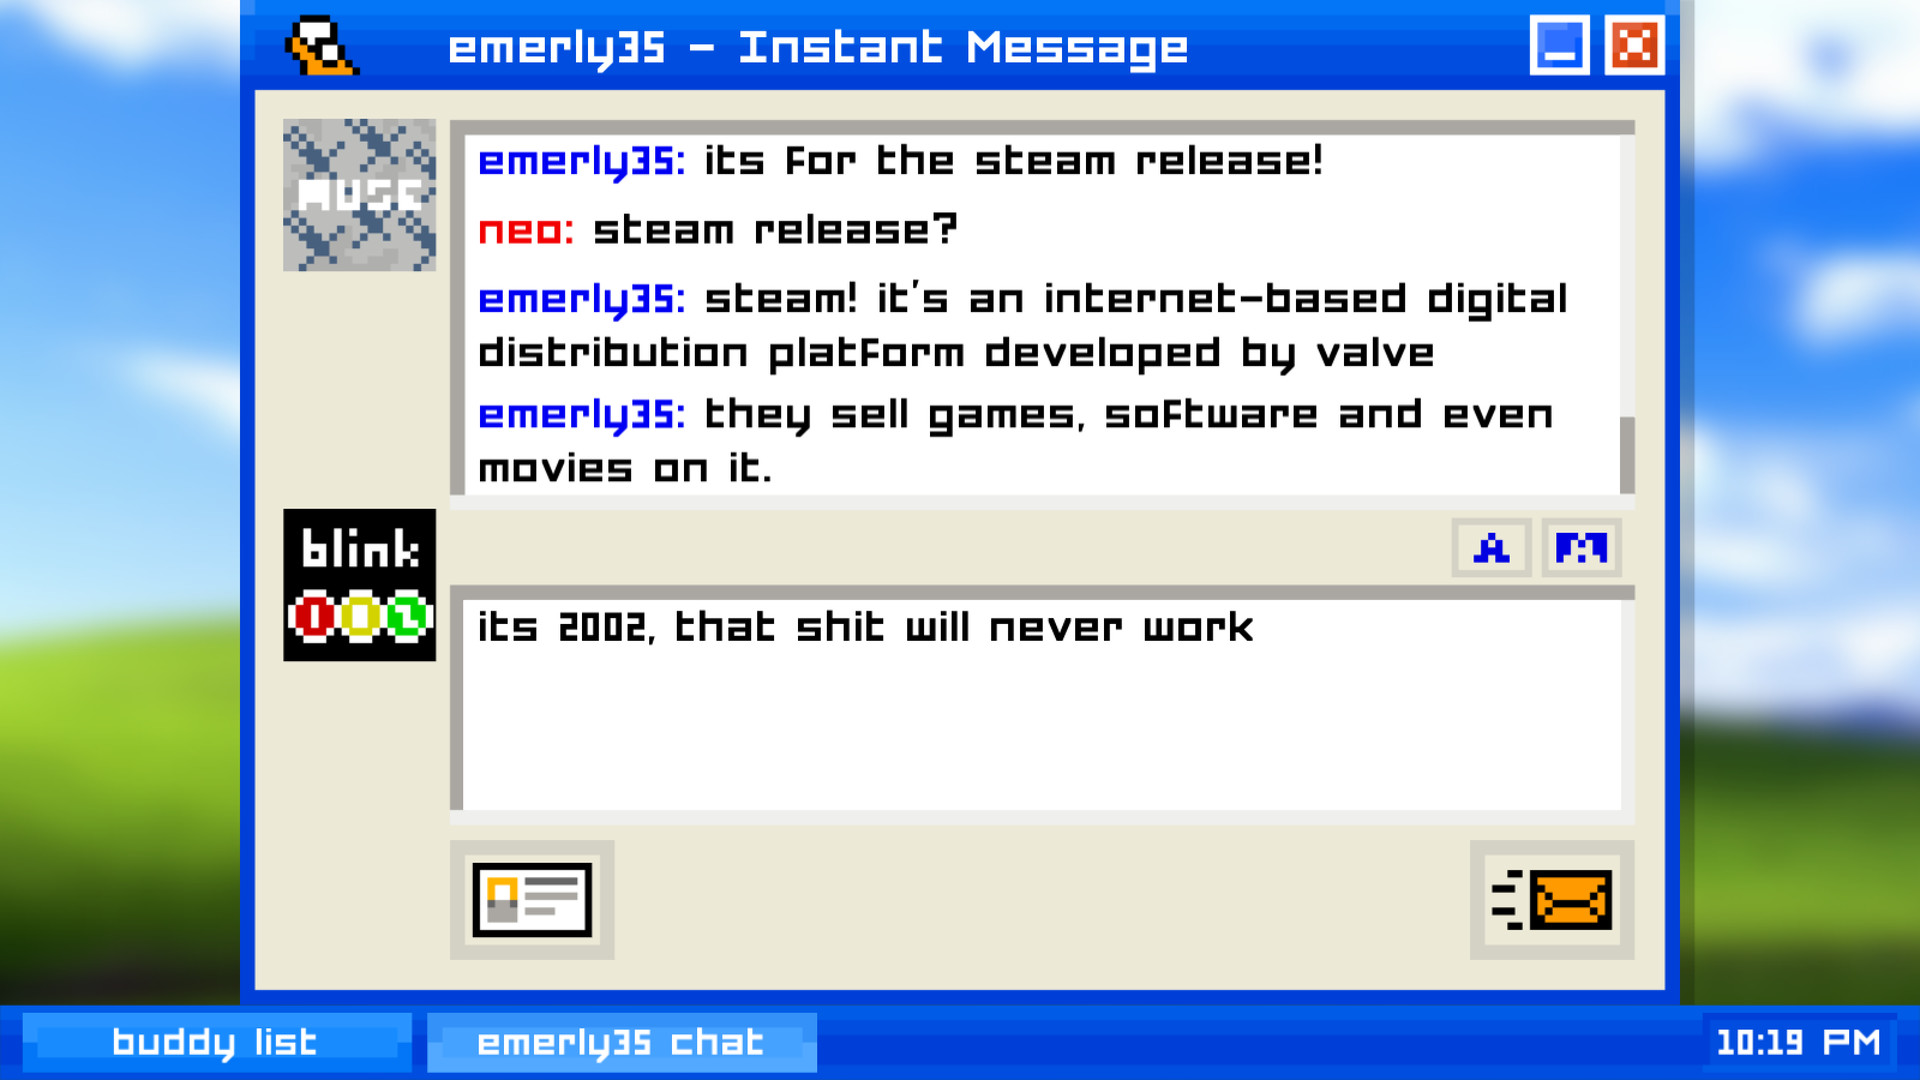 emerly35 - Instant Message
MUSE
emerly35: its for the steam release!
neo: steam release?
emerly35: steam! it's an internet-based digital
distribution platform developed by valve
emerly35: they sell games, software and even
movies on it.
blink
182
A
its 2002, that shit will never work
buddy list
emerly35 chat
10:19 PM